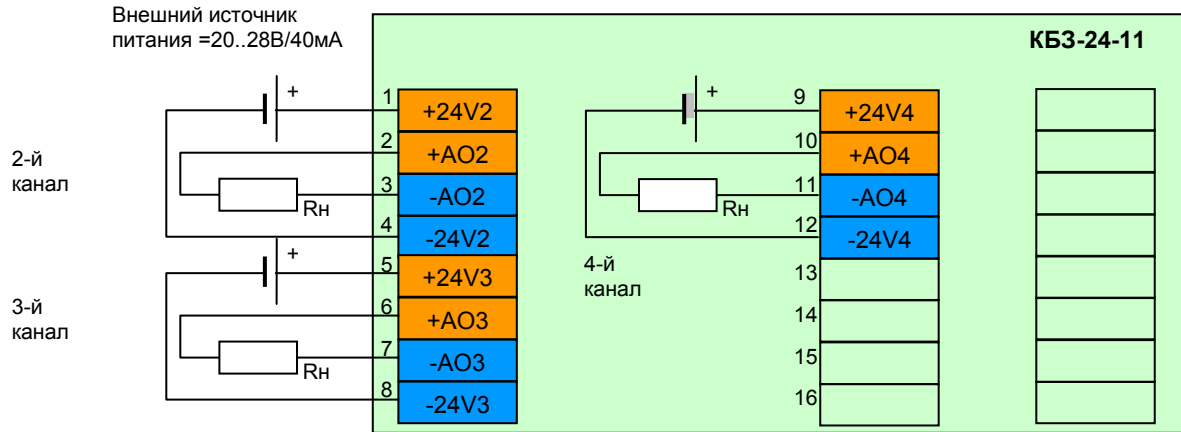 Внешний источник
питания =20..28В/40мА
КБЗ-24-11
2-й
канал
+
1
+24V2
2
+AO2
3
-AO2
Rн
4
-24V2
3-й
канал
+
5
+24V3
6
+AO3
7
-AO3
Rн
8
-24V3
4-й
канал
+
9
+24V4
10
+AO4
11
-AO4
Rн
12
-24V4
13
14
15
16